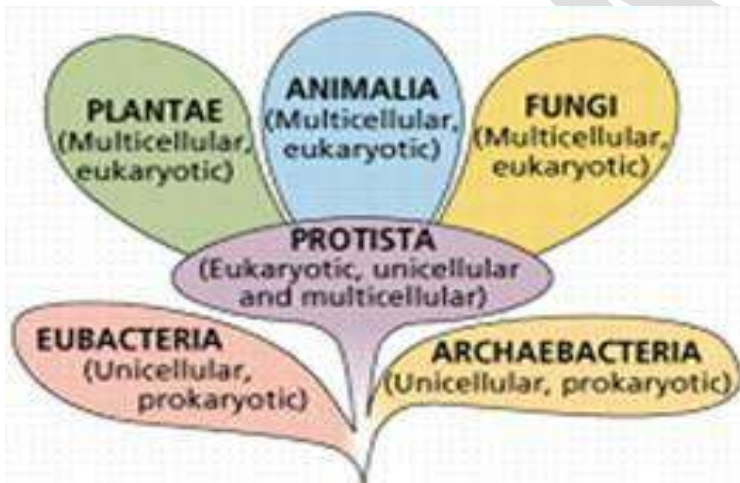 PLANTAE
(Multicellular,
eukaryotic)
ANIMALIA
(Multicellular,
eukaryotic)
FUNGI
(Multicellular,
eukaryotic)
PROTISTA
(Eukaryotic, unicellular
and multicellular)
EUBACTERIA
(Unicellular,
prokaryotic)
ARCHAEBACTERIA
(Unicellular, prokaryotic)